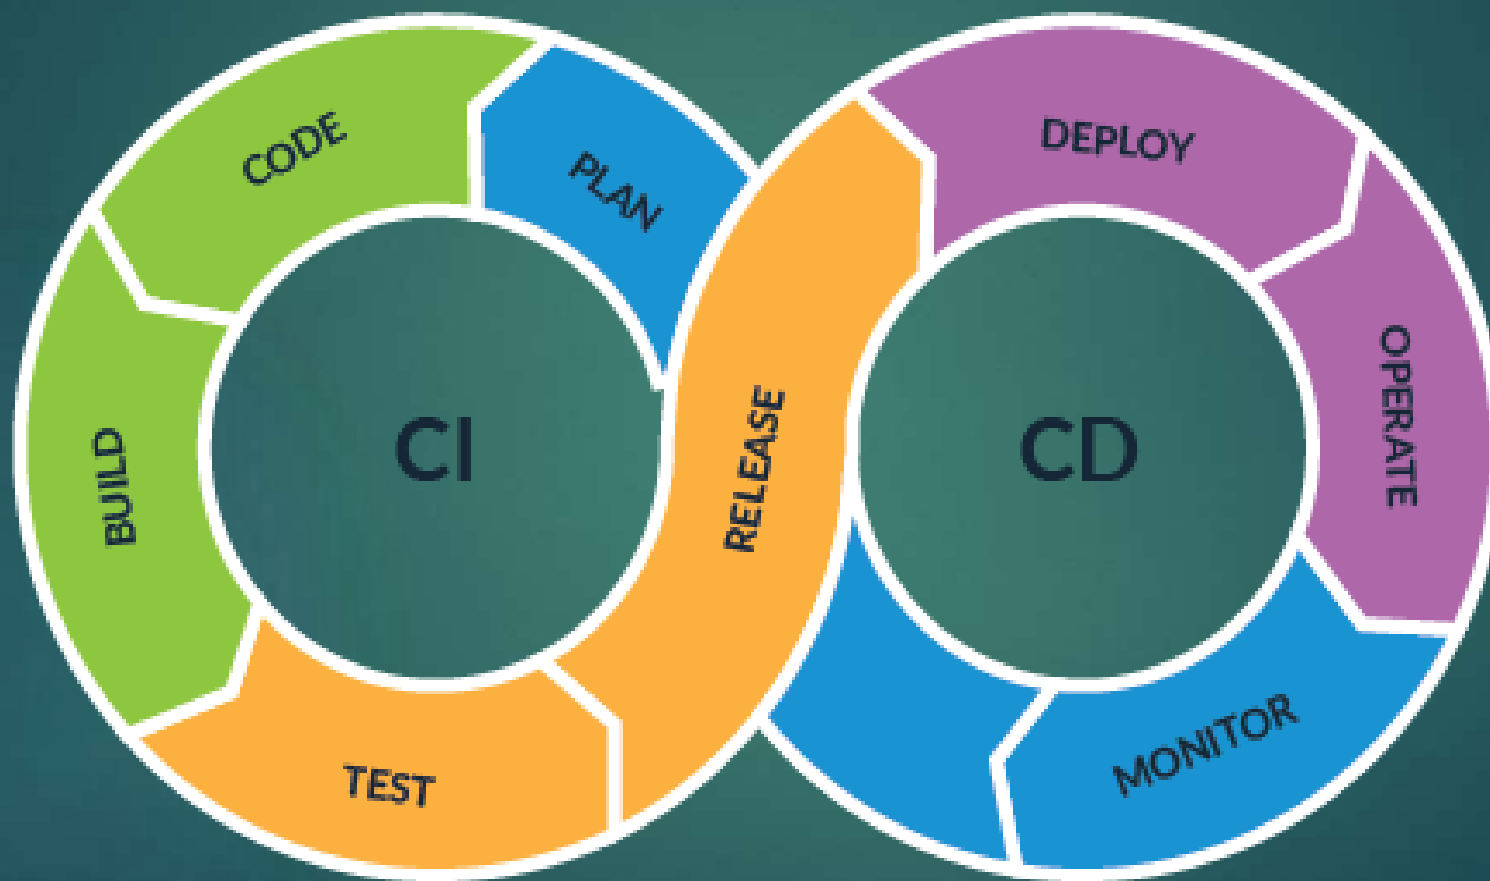 CODE
PLAN
DEPLOY
OPERATE
CI
CD
RELEASE
BUILD
TEST
MONITOR